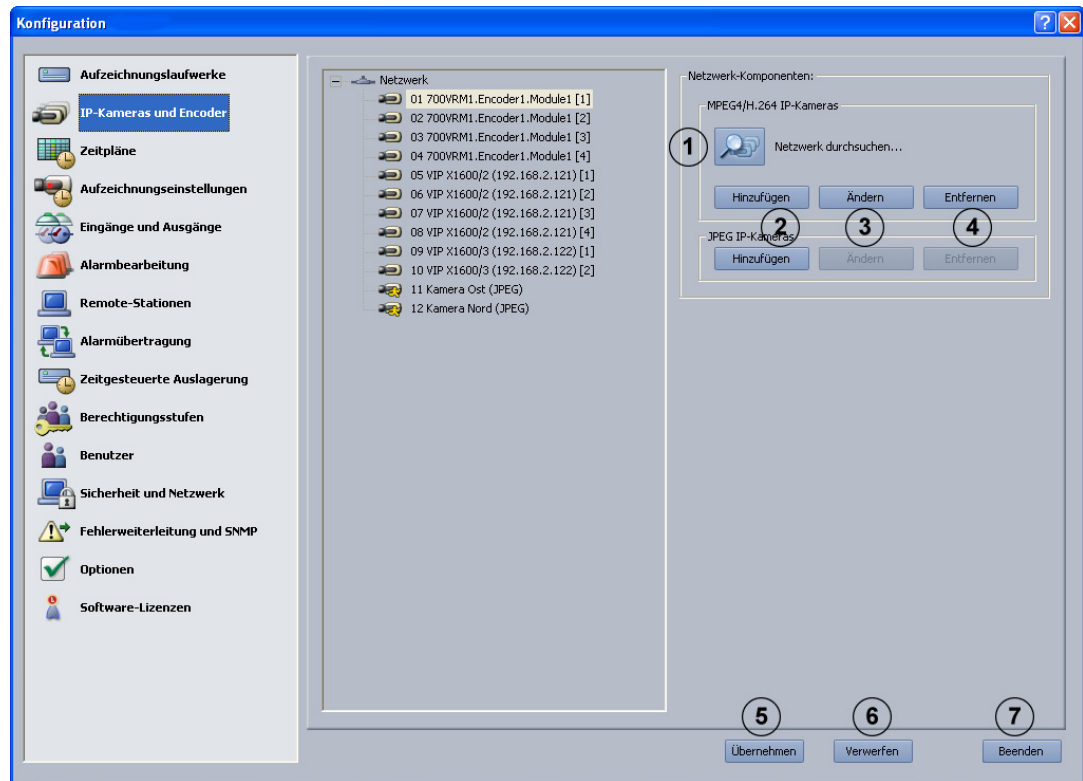 Konfiguration
Aufzeichnungslaufwerke
IP-Kameras und Encoder
Zeitpläne
Aufzeichnungseinstellungen
Eingänge und Ausgänge
Alarmbearbeitung
Remote-Stationen
Alarmübertragung
Zeitgesteuerte Auslagerung
Berechtigungsstufen
Benutzer
Sicherheit und Netzwerk
Fehlerweiterleitung und SNMP
Optionen
Software-Lizenzen
Netzwerk
01 700VRM1.Encoder1.Module1 [1]
02 700VRM1.Encoder1.Module1 [2]
03 700VRM1.Encoder1.Module1 [3]
04 700VRM1.Encoder1.Module1 [4]
05 VIP X1600/2 (192.168.2.121) [1]
06 VIP X1600/2 (192.168.2.121) [2]
07 VIP X1600/2 (192.168.2.121) [3]
08 VIP X1600/2 (192.168.2.121) [4]
09 VIP X1600/3 (192.168.2.122) [1]
10 VIP X1600/3 (192.168.2.122) [2]
11 Kamera Ost (JPEG)
12 Kamera Nord (JPEG)
Netzwerk-Komponenten:
MPEG4/H.264 IP-Kameras
1 Netzwerk durchsuchen...
Hinzufügen Ändern Entfernen
2 3 4
JPEG IP-Kameras
Hinzufügen Ändern Entfernen
5 6 7
Übernehmen Verwerfen Beenden